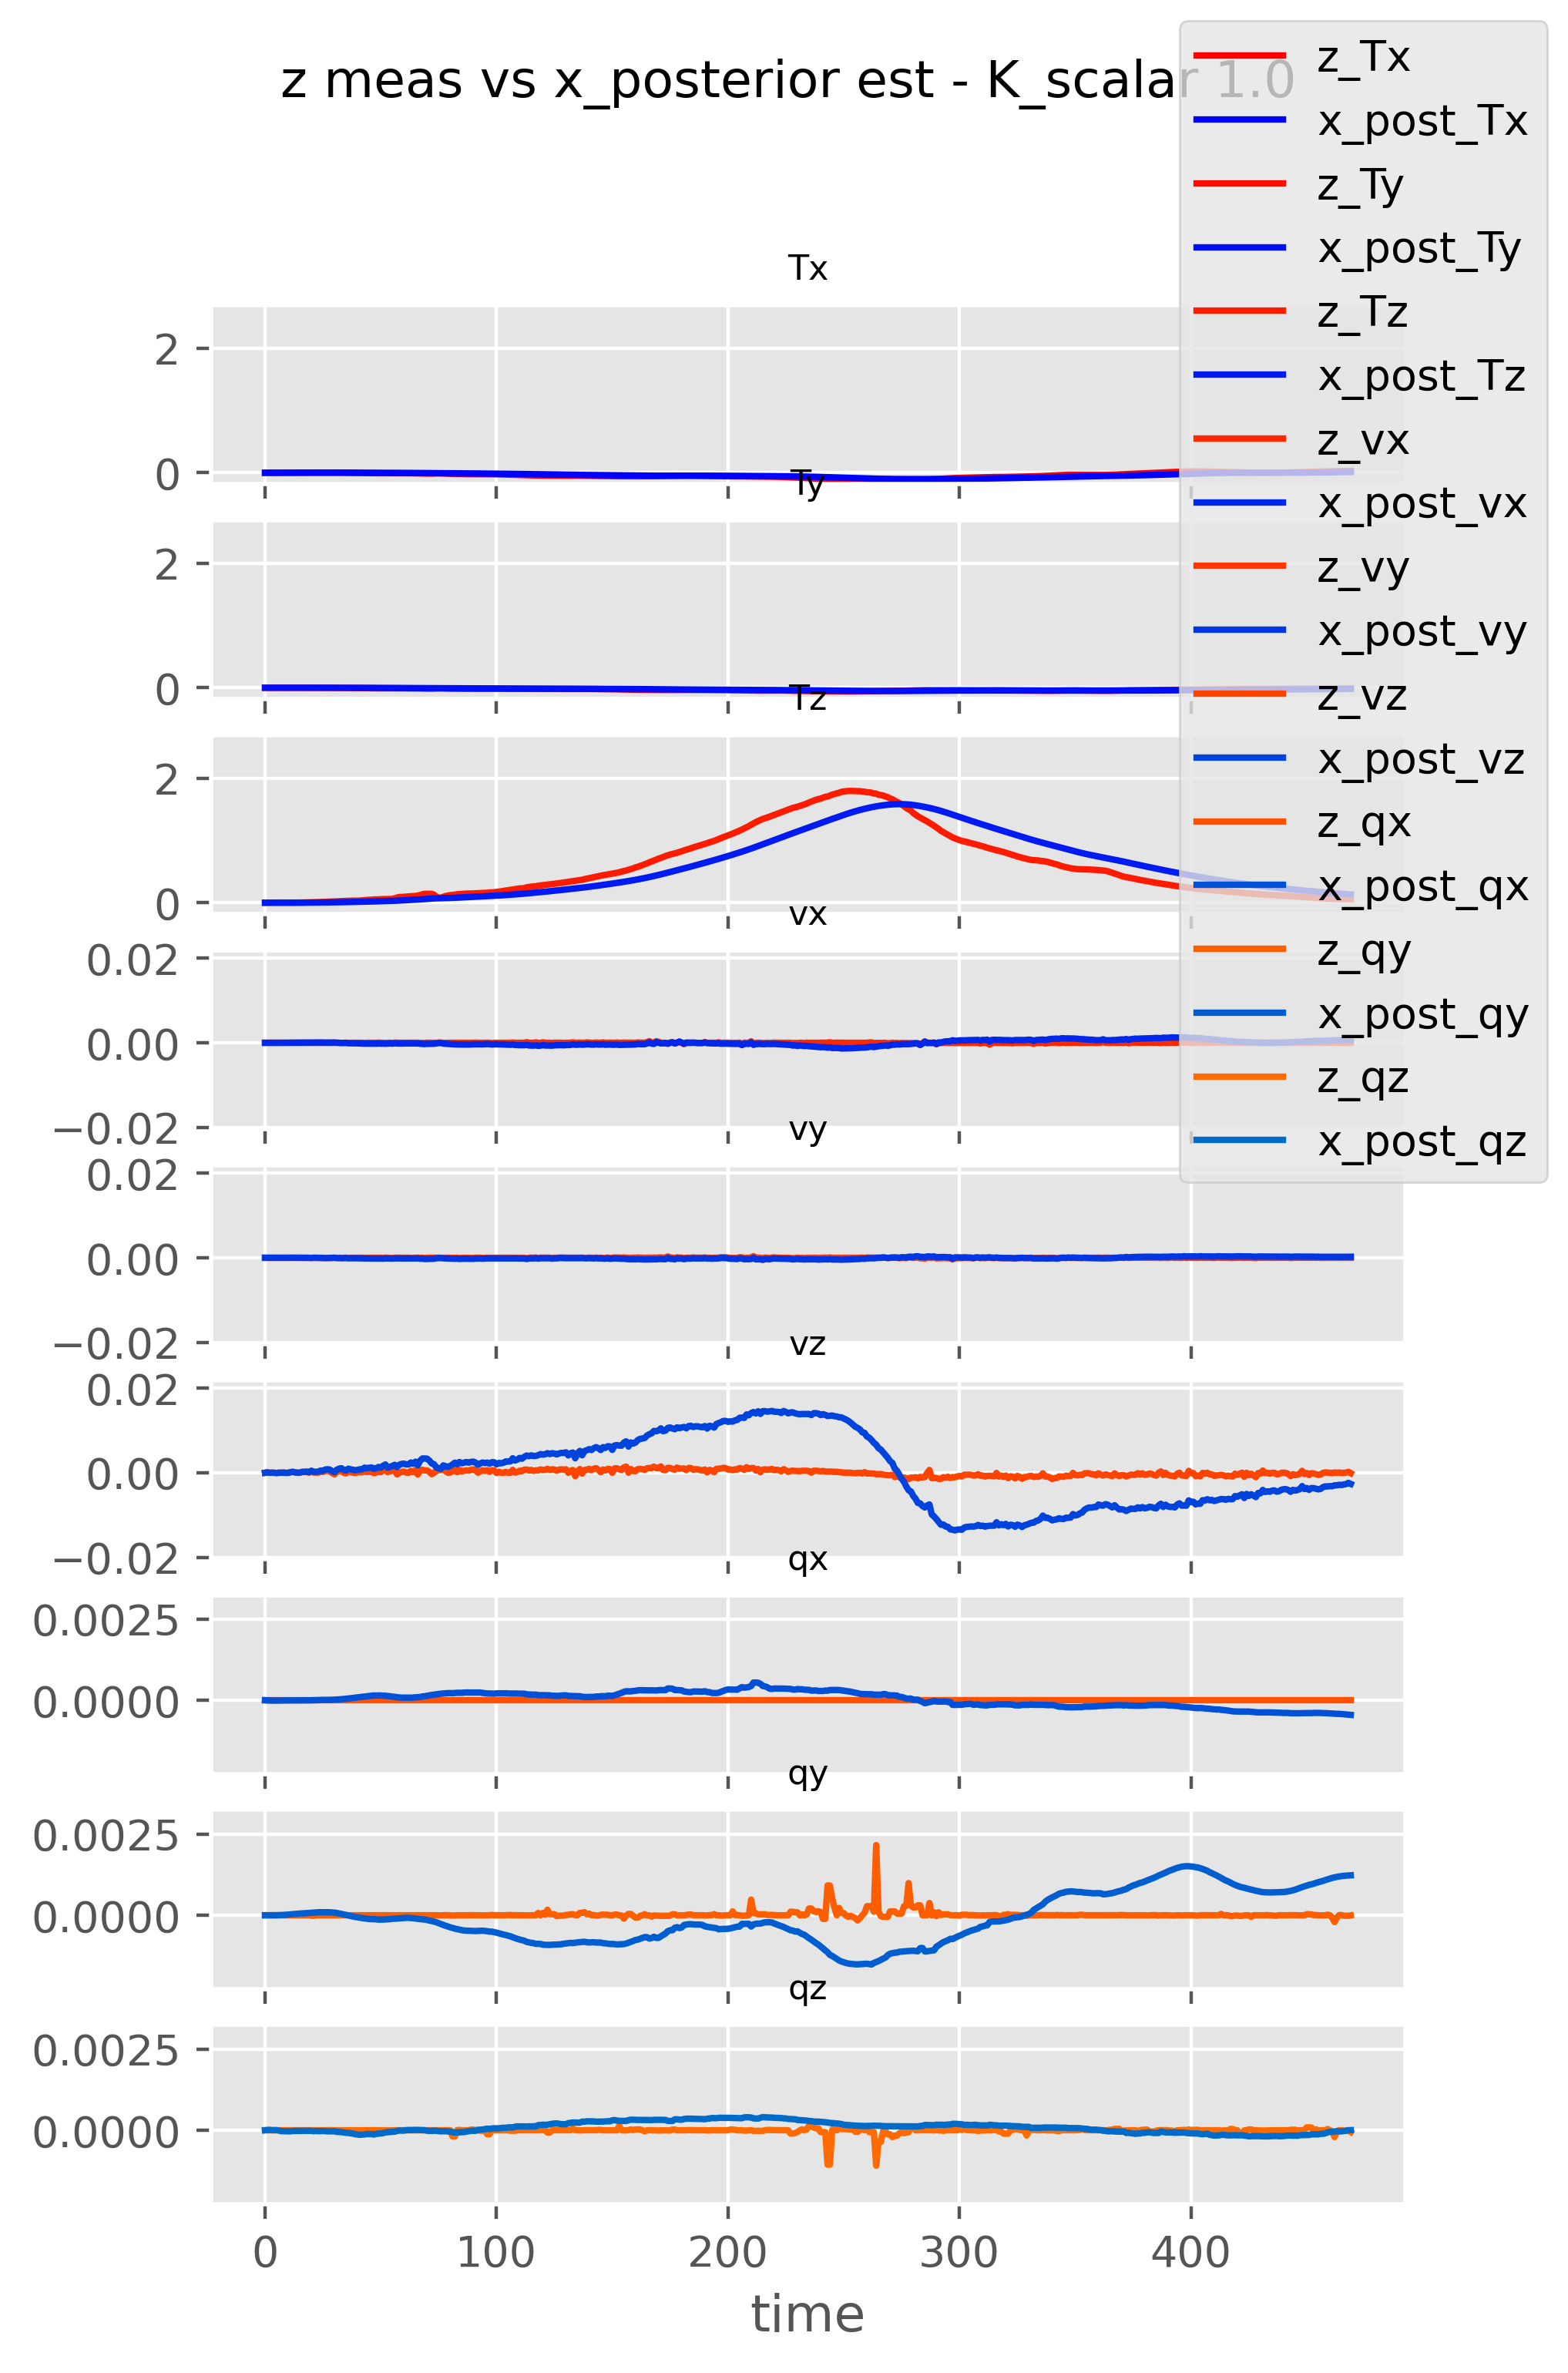 z meas vs x_posterior est - K_scalar 1.0
z_Tx
x_post_Tx
z_Ty
x_post_Ty
z_Tz
x_post_Tz
z_vx
x_post_vx
z_vy
x_post_vy
z_vz
x_post_vz
z_qx
x_post_qx
z_qy
x_post_qy
z_qz
x_post_qz
Tx
2
0
Ty
2
0
Tz
2
0
vx
0.02
0.00
−0.02
vy
0.02
0.00
−0.02
vz
0.02
0.00
−0.02
qx
0.0025
0.0000
qy
0.0025
0.0000
qz
0.0025
0.0000
0 100 200 300 400
time